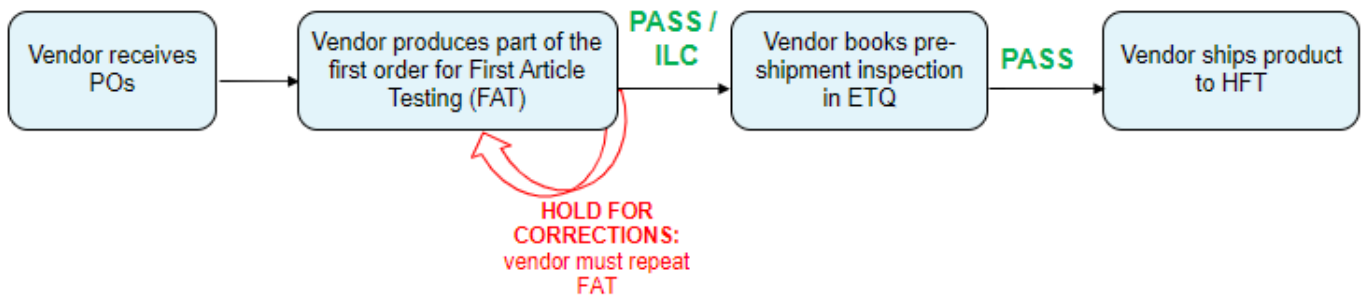 Vendor receives
POs
Vendor produces part of the
first order for First Article
Testing (FAT)
PASS /
ILC
Vendor books pre-
shipment inspection
in ETQ
PASS
Vendor ships product
to HFT
HOLD FOR
CORRECTIONS:
vendor must repeat
FAT